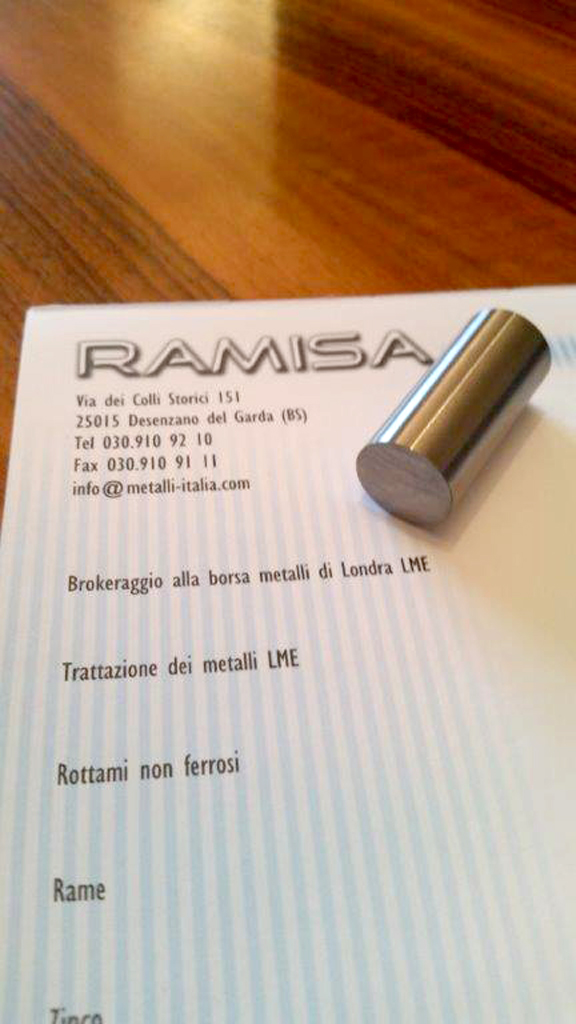 RAMISA
Via dei Colli Storici 151
25015 Desenzano del Garda (BS)
Tel 030.910 92 10
Fax 030.910 91 11
info@metalli-italia.com
Brokeraggio alla borsa metalli di Londra LME
Trattazione dei metalli LME
Rottami non ferrosi
Rame
Zinco